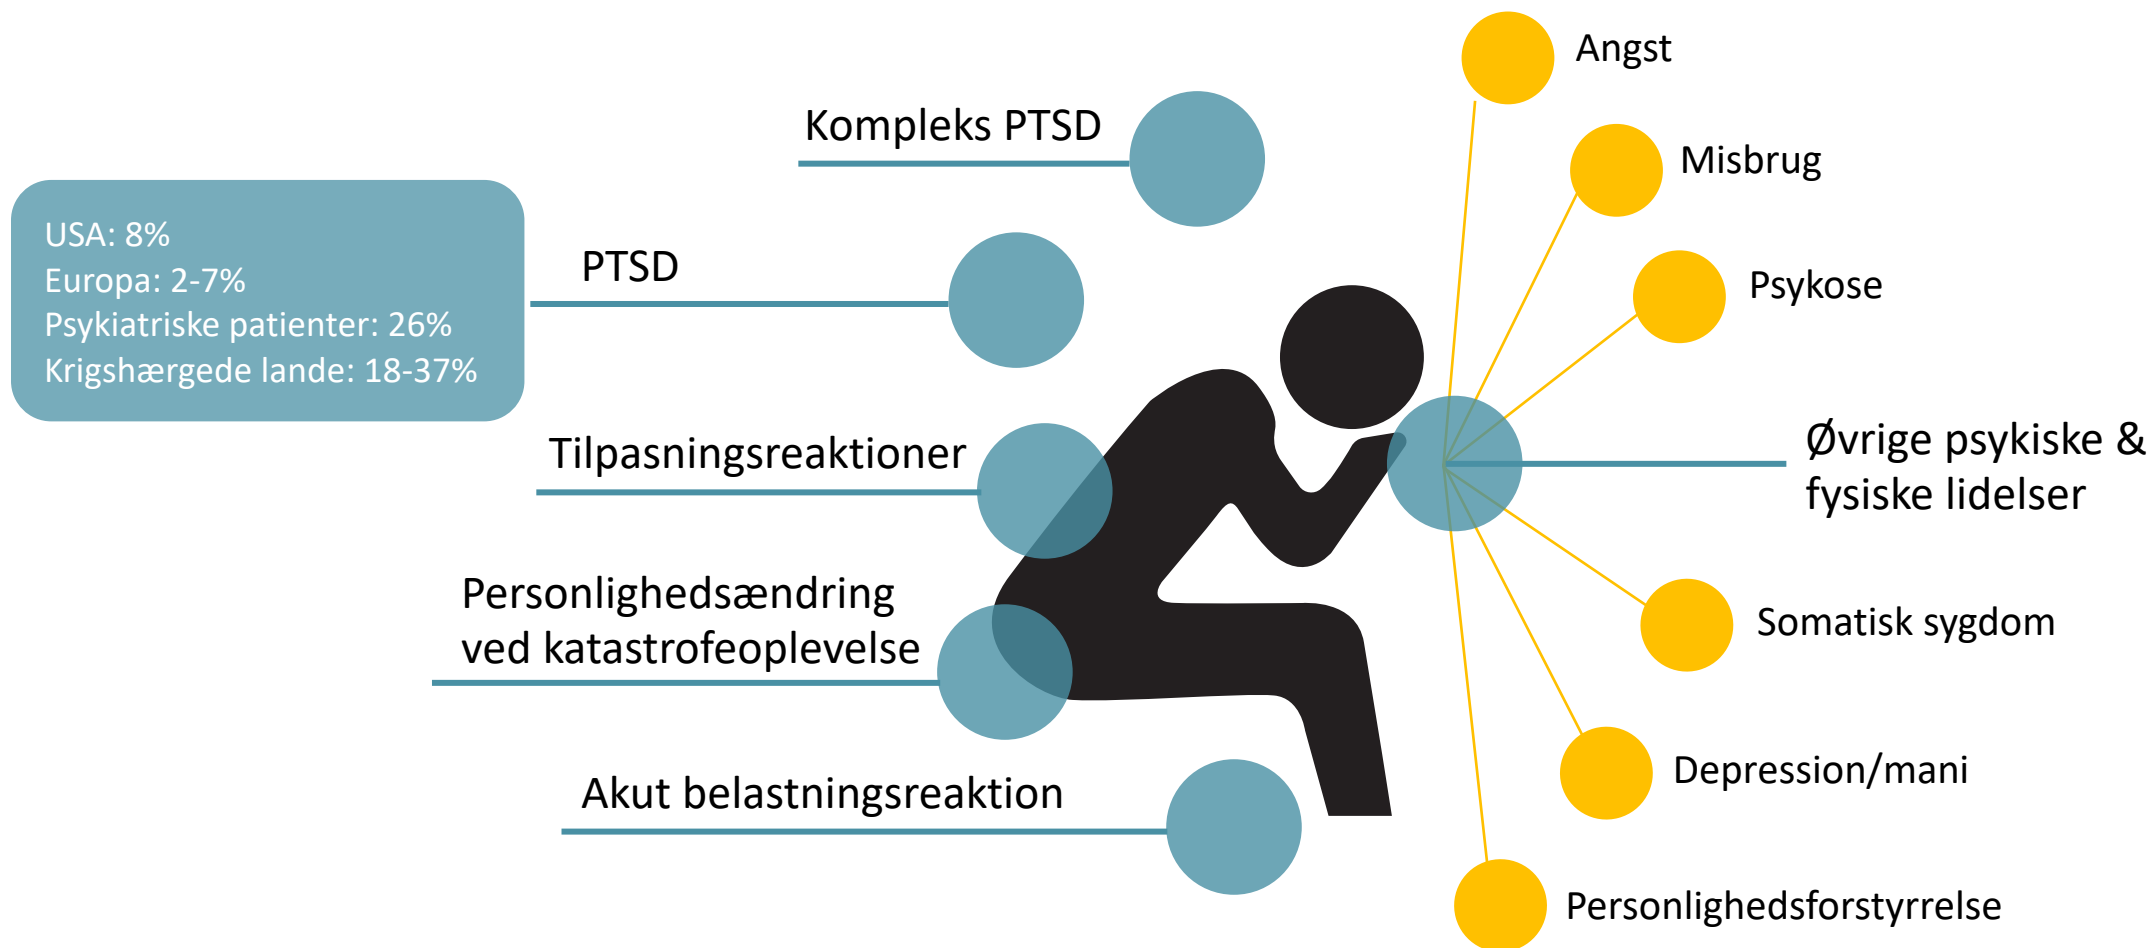 Kompleks PTSD
USA: 8%
Europa: 2-7%
Psykiatriske patienter: 26%
Krigshærgede lande: 18-37%
PTSD
Tilpasningsreaktioner
Personlighedsændring
ved katastrofeoplevelse
Akut belastningsreaktion
Angst
Misbrug
Psykose
Øvrige psykiske &
fysiske lidelser
Somatisk sygdom
Depression/mani
Personlighedsforstyrrelse